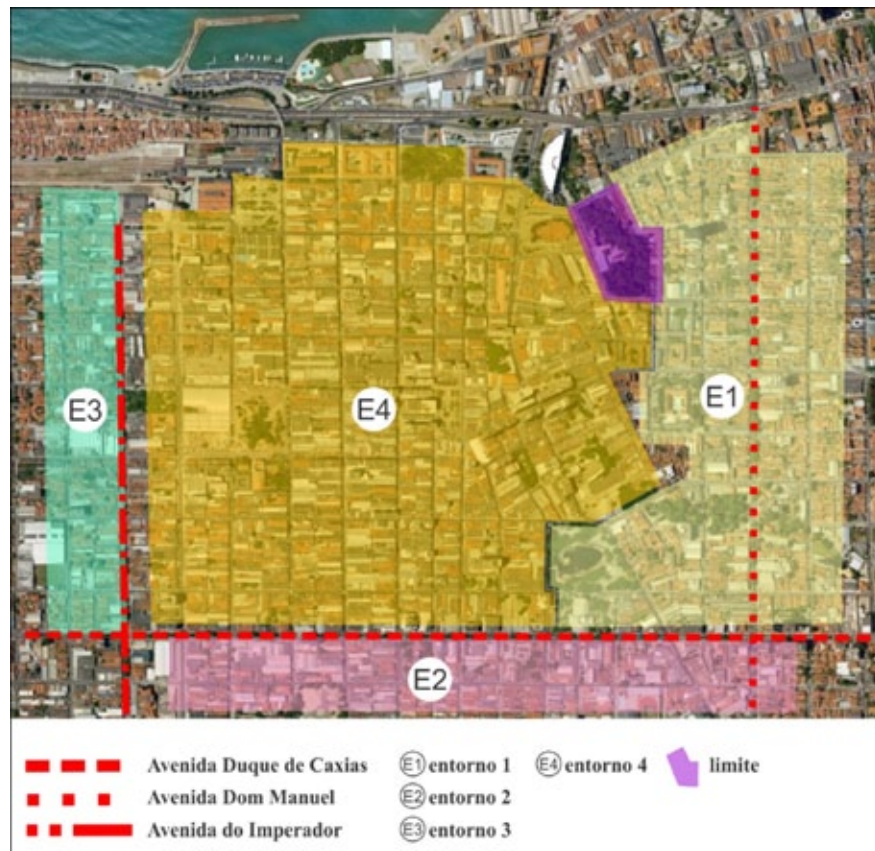 E3
E4
E1
E2
Avenida Duque de Caxias
E1 entorno 1
E4 entorno 4
limite
Avenida Dom Manuel
E2 entorno 2
Avenida do Imperador
E3 entorno 3